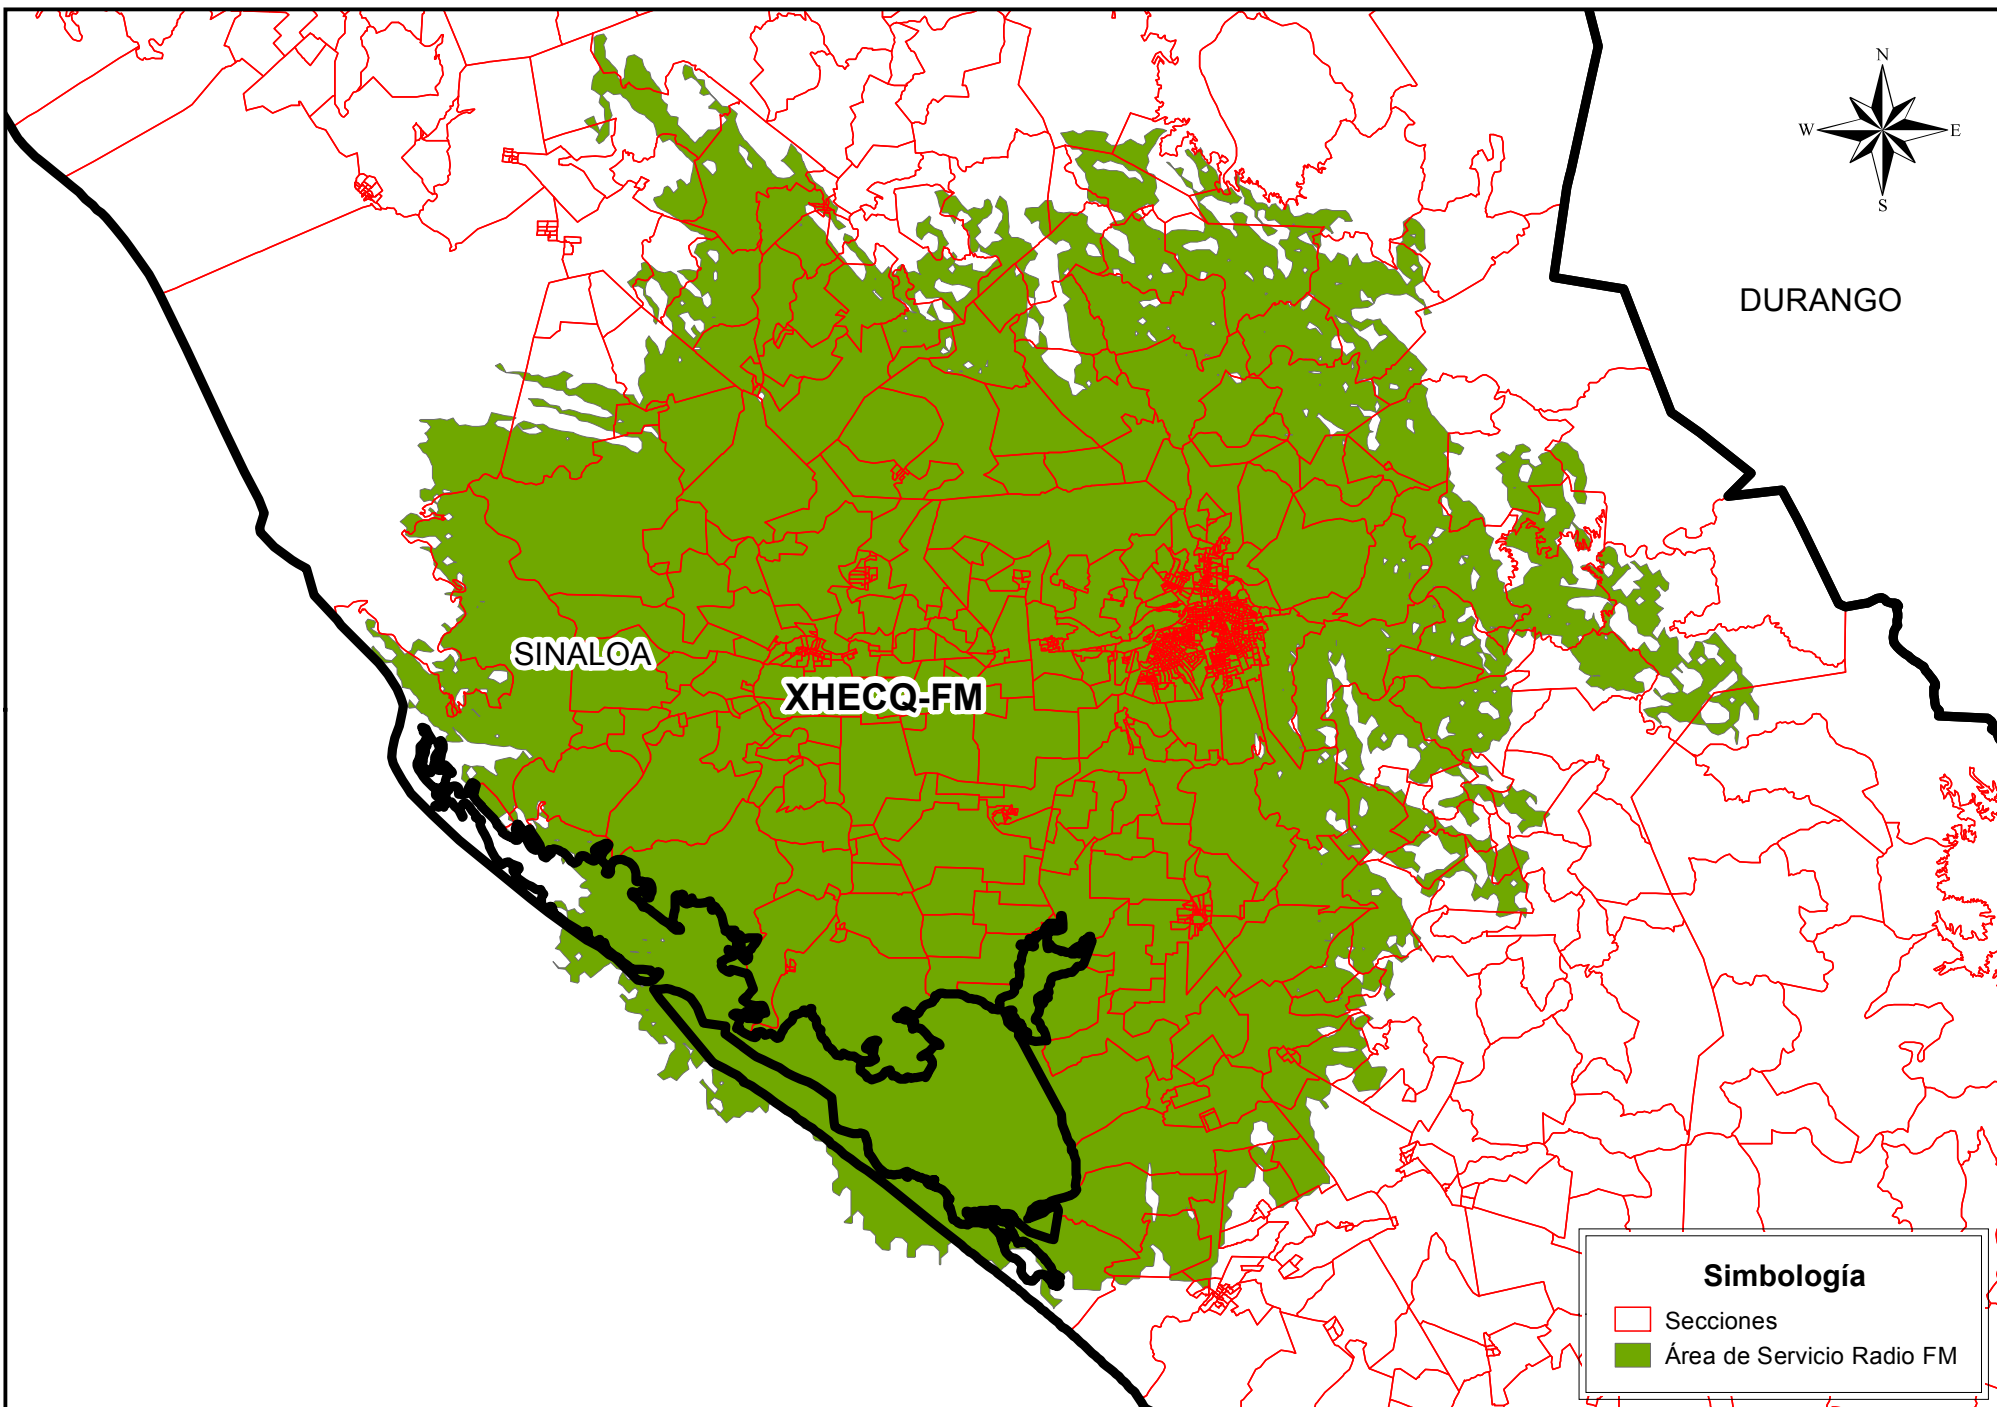 N
W E
S
DURANGO
SINALOA
XHECQ-FM
Simbología
Secciones
Área de Servicio Radio FM